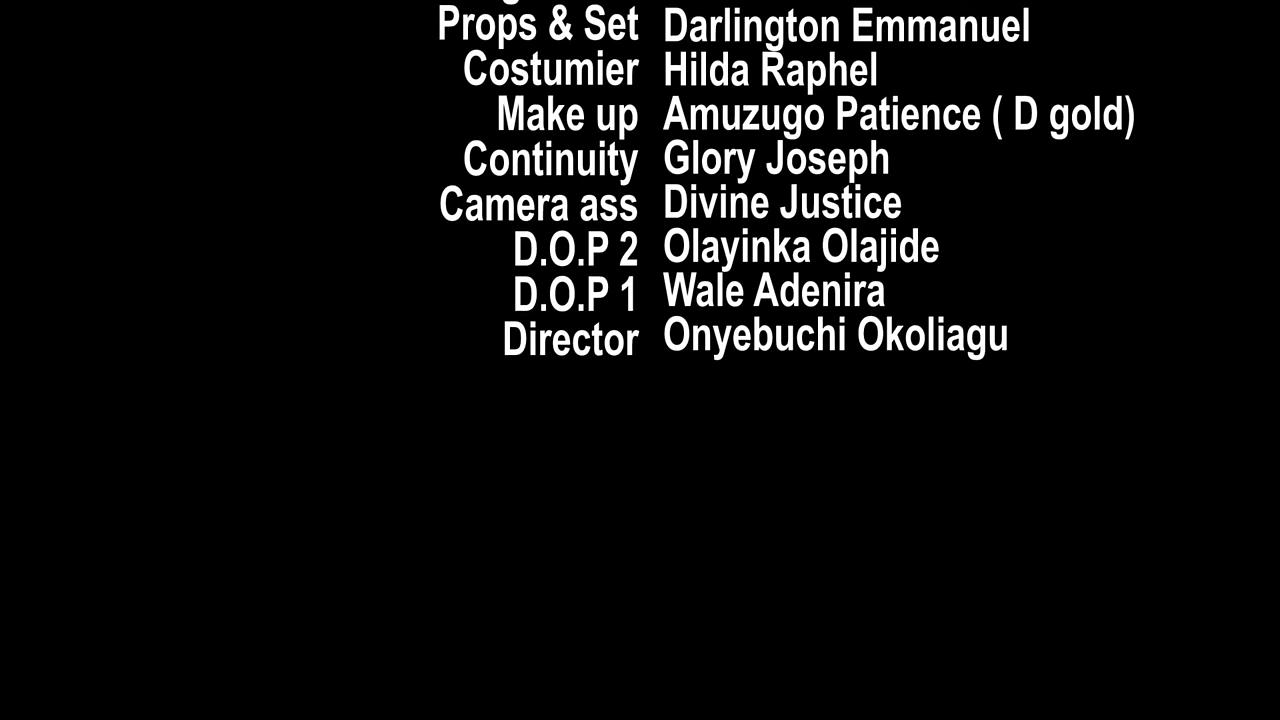 Props & Set Darlington Emmanuel
Costumier Hilda Raphel
Make up Amuzugo Patience ( D gold)
Continuity Glory Joseph
Camera ass Divine Justice
D.O.P 2 Olayinka Olajide
D.O.P 1 Wale Adenira
Director Onyebuchi Okoliagu